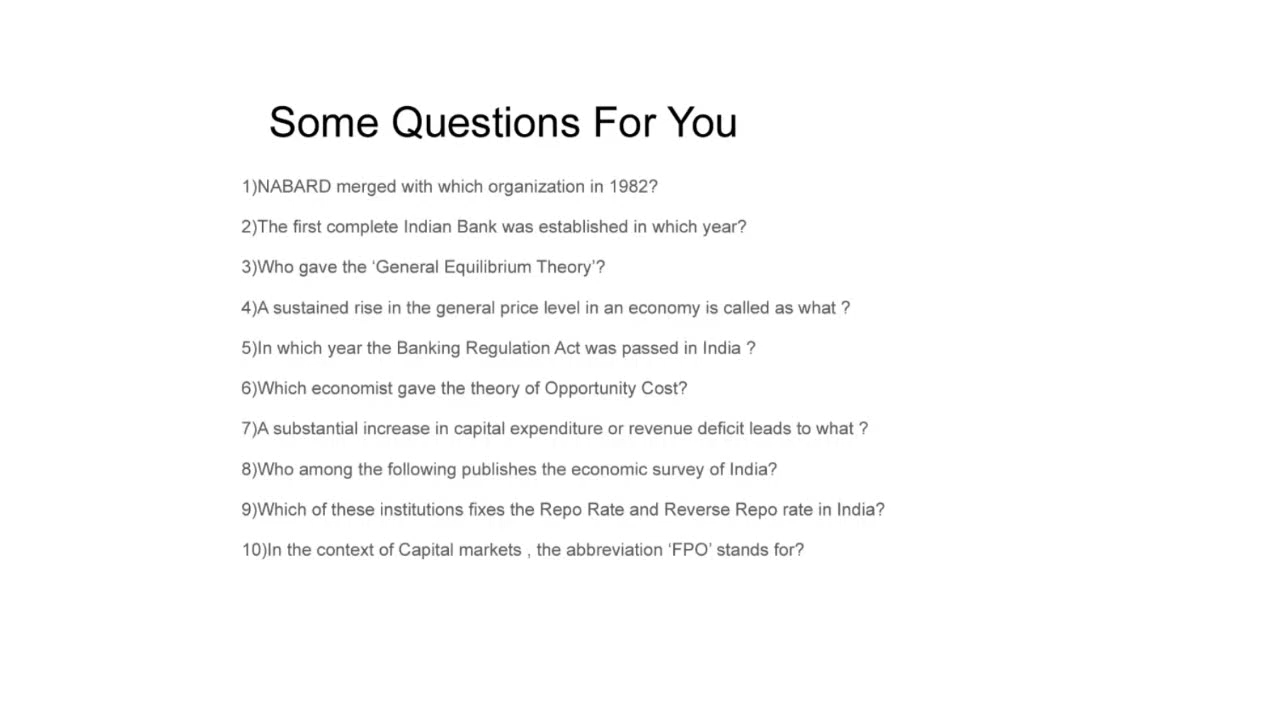 Some Questions For You
1)NABARD merged with which organization in 1982?
2)The first complete Indian Bank was established in which year?
3)Who gave the ‘General Equilibrium Theory’?
4)A sustained rise in the general price level in an economy is called as what ?
5)In which year the Banking Regulation Act was passed in India ?
6)Which economist gave the theory of Opportunity Cost?
7)A substantial increase in capital expenditure or revenue deficit leads to what ?
8)Who among the following publishes the economic survey of India?
9)Which of these institutions fixes the Repo Rate and Reverse Repo rate in India?
10)In the context of Capital markets , the abbreviation ‘FPO’ stands for?